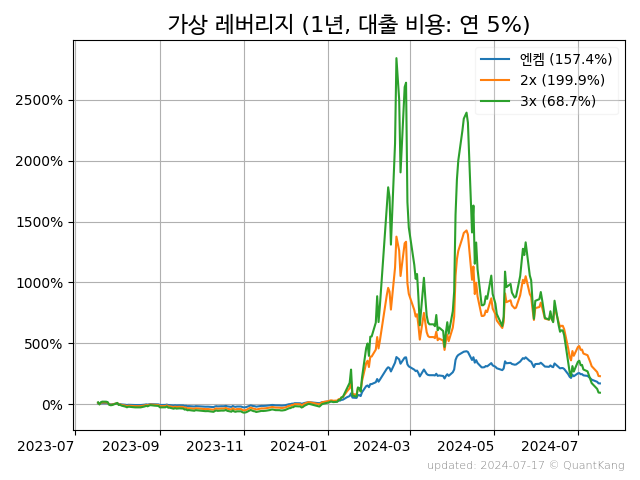 가상 레버리지 (1년, 대출 비용: 연 5%)
엔켐 (157.4%)
2x (199.9%)
3x (68.7%)
2500%
2000%
1500%
1000%
500%
0%
2023-07 2023-09 2023-11 2024-01 2024-03 2024-05 2024-07
updated: 2024-07-17 © QuantKang